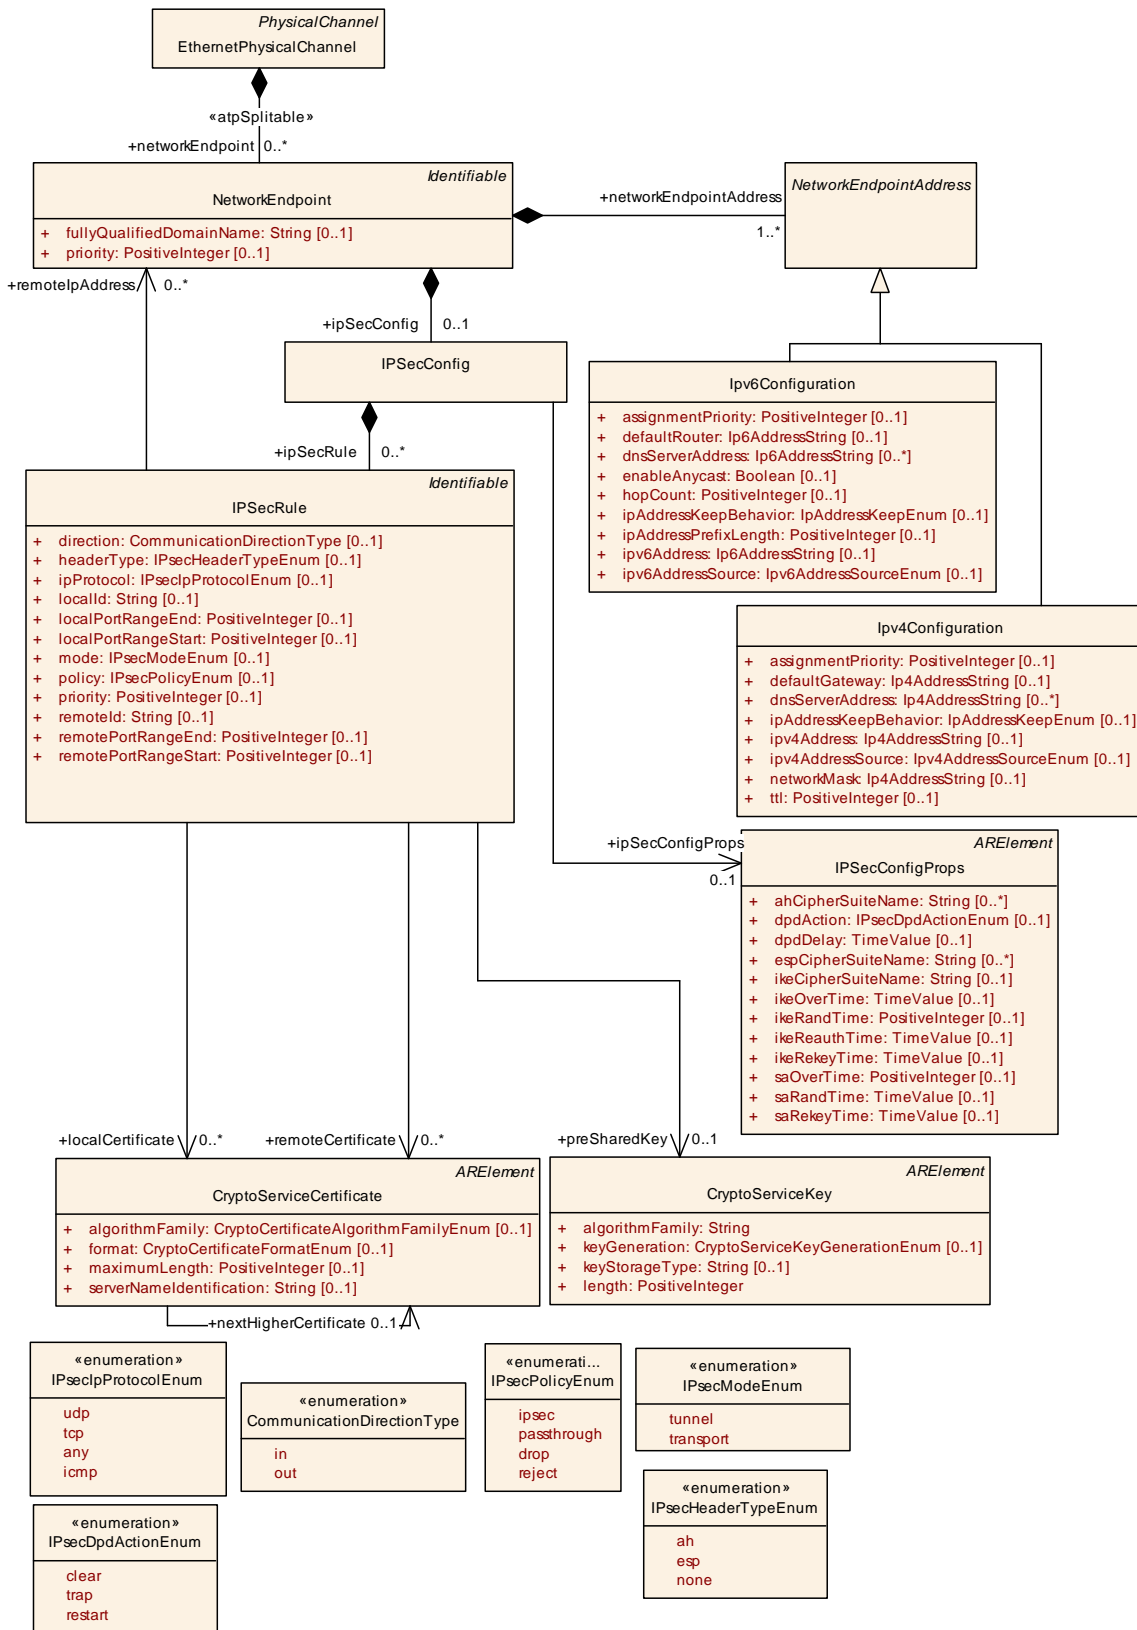 PhysicalChannel
EthernetPhysicalChannel
«atpSplitable»
+networkEndpoint 0..*
Identifiable
NetworkEndpoint
+ fullyQualifiedDomainName: String [0..1]
+ priority: PositiveInteger [0..1]
+networkEndpointAddress
1..*
NetworkEndpointAddress
+remoteIpAddress 0..*
+ipSecConfig 0..1
IPSecConfig
+ipSecRule 0..*
Ipv6Configuration
+ assignmentPriority: PositiveInteger [0..1]
+ defaultRouter: Ip6AddressString [0..1]
+ dnsServerAddress: Ip6AddressString [0..*]
+ enableAnycast: Boolean [0..1]
+ hopCount: PositiveInteger [0..1]
+ ipAddressKeepBehavior: IpAddressKeepEnum [0..1]
+ ipAddressPrefixLength: PositiveInteger [0..1]
+ ipv6Address: Ip6AddressString [0..1]
+ ipv6AddressSource: Ipv6AddressSourceEnum [0..1]
Identifiable
IPSecRule
+ direction: CommunicationDirectionType [0..1]
+ headerType: IPsecHeaderTypeEnum [0..1]
+ ipProtocol: IPsecIpProtocolEnum [0..1]
+ localId: String [0..1]
+ localPortRangeEnd: PositiveInteger [0..1]
+ localPortRangeStart: PositiveInteger [0..1]
+ mode: IPsecModeEnum [0..1]
+ policy: IPsecPolicyEnum [0..1]
+ priority: PositiveInteger [0..1]
+ remoteId: String [0..1]
+ remotePortRangeEnd: PositiveInteger [0..1]
+ remotePortRangeStart: PositiveInteger [0..1]
Ipv4Configuration
+ assignmentPriority: PositiveInteger [0..1]
+ defaultGateway: Ip4AddressString [0..1]
+ dnsServerAddress: Ip4AddressString [0..*]
+ ipAddressKeepBehavior: IpAddressKeepEnum [0..1]
+ ipv4Address: Ip4AddressString [0..1]
+ ipv4AddressSource: Ipv4AddressSourceEnum [0..1]
+ networkMask: Ip4AddressString [0..1]
+ ttl: PositiveInteger [0..1]
+ipSecConfigProps
0..1
ARElement
IPSecConfigProps
+ ahCipherSuiteName: String [0..*]
+ dpdAction: IPsecDpdActionEnum [0..1]
+ dpdDelay: TimeValue [0..1]
+ espCipherSuiteName: String [0..*]
+ ikeCipherSuiteName: String [0..1]
+ ikeOverTime: TimeValue [0..1]
+ ikeRandTime: PositiveInteger [0..1]
+ ikeReauthTime: TimeValue [0..1]
+ ikeRekeyTime: TimeValue [0..1]
+ saOverTime: PositiveInteger [0..1]
+ saRandTime: TimeValue [0..1]
+ saRekeyTime: TimeValue [0..1]
+localCertificate 0..*
+remoteCertificate 0..*
+preSharedKey 0..1
ARElement
CryptoServiceCertificate
+ algorithmFamily: CryptoCertificateAlgorithmFamilyEnum [0..1]
+ format: CryptoCertificateFormatEnum [0..1]
+ maximumLength: PositiveInteger [0..1]
+ serverNameIdentification: String [0..1]
+nextHigherCertificate 0..1
ARElement
CryptoServiceKey
+ algorithmFamily: String
+ keyGeneration: CryptoServiceKeyGenerationEnum [0..1]
+ keyStorageType: String [0..1]
+ length: PositiveInteger
«enumeration»
IPsecIpProtocolEnum
udp
tcp
any
icmp
«enumeration»
CommunicationDirectionType
in
out
«enumerati...
IPsecPolicyEnum
ipsec
passthrough
drop
reject
«enumeration»
IPsecModeEnum
tunnel
transport
«enumeration»
IPsecHeaderTypeEnum
ah
esp
none
«enumeration»
IPsecDpdActionEnum
clear
trap
restart